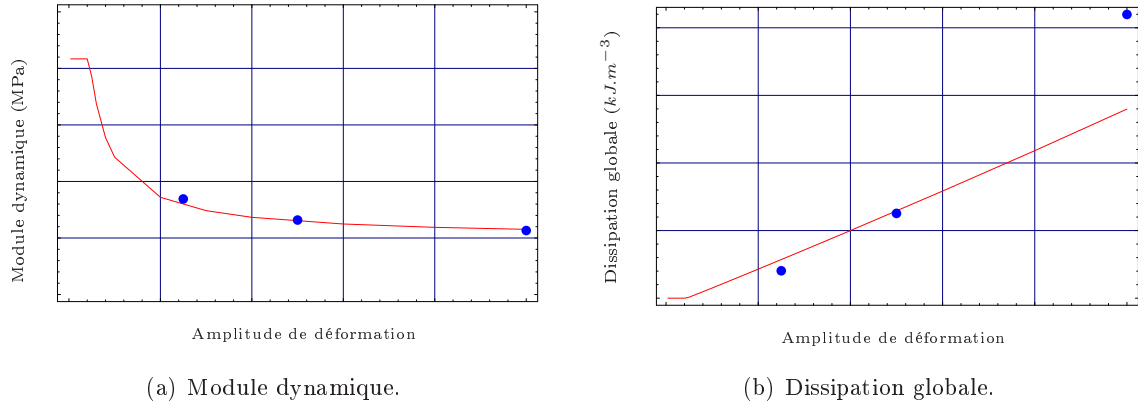 Module dynamique (MPa)
Amplitude de déformation
(a) Module dynamique.
Dissipation globale (kJ.m⁻³)
Amplitude de déformation
(b) Dissipation globale.